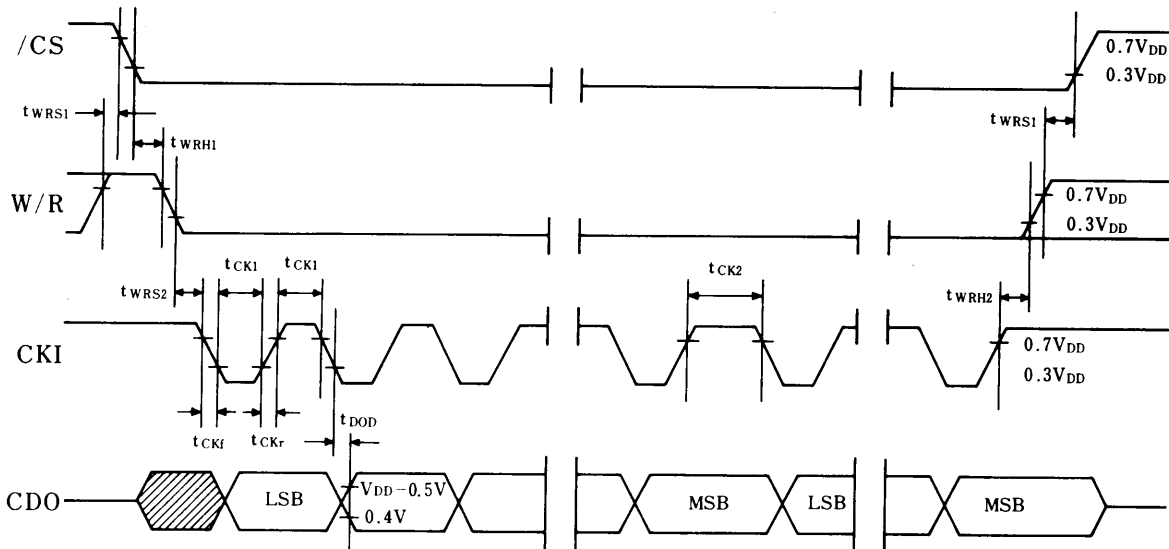 /CS
0.7VDD
0.3VDD
tWRS1
tWRS1
tWRH1
W/R
0.7VDD
0.3VDD
tCK1
tCK1
tCK2
tWRS2
tWRH2
CKI
0.7VDD
0.3VDD
tCKf
tCKr
tDOD
CDO
LSB
VDD−0.5V
0.4V
MSB
LSB
MSB